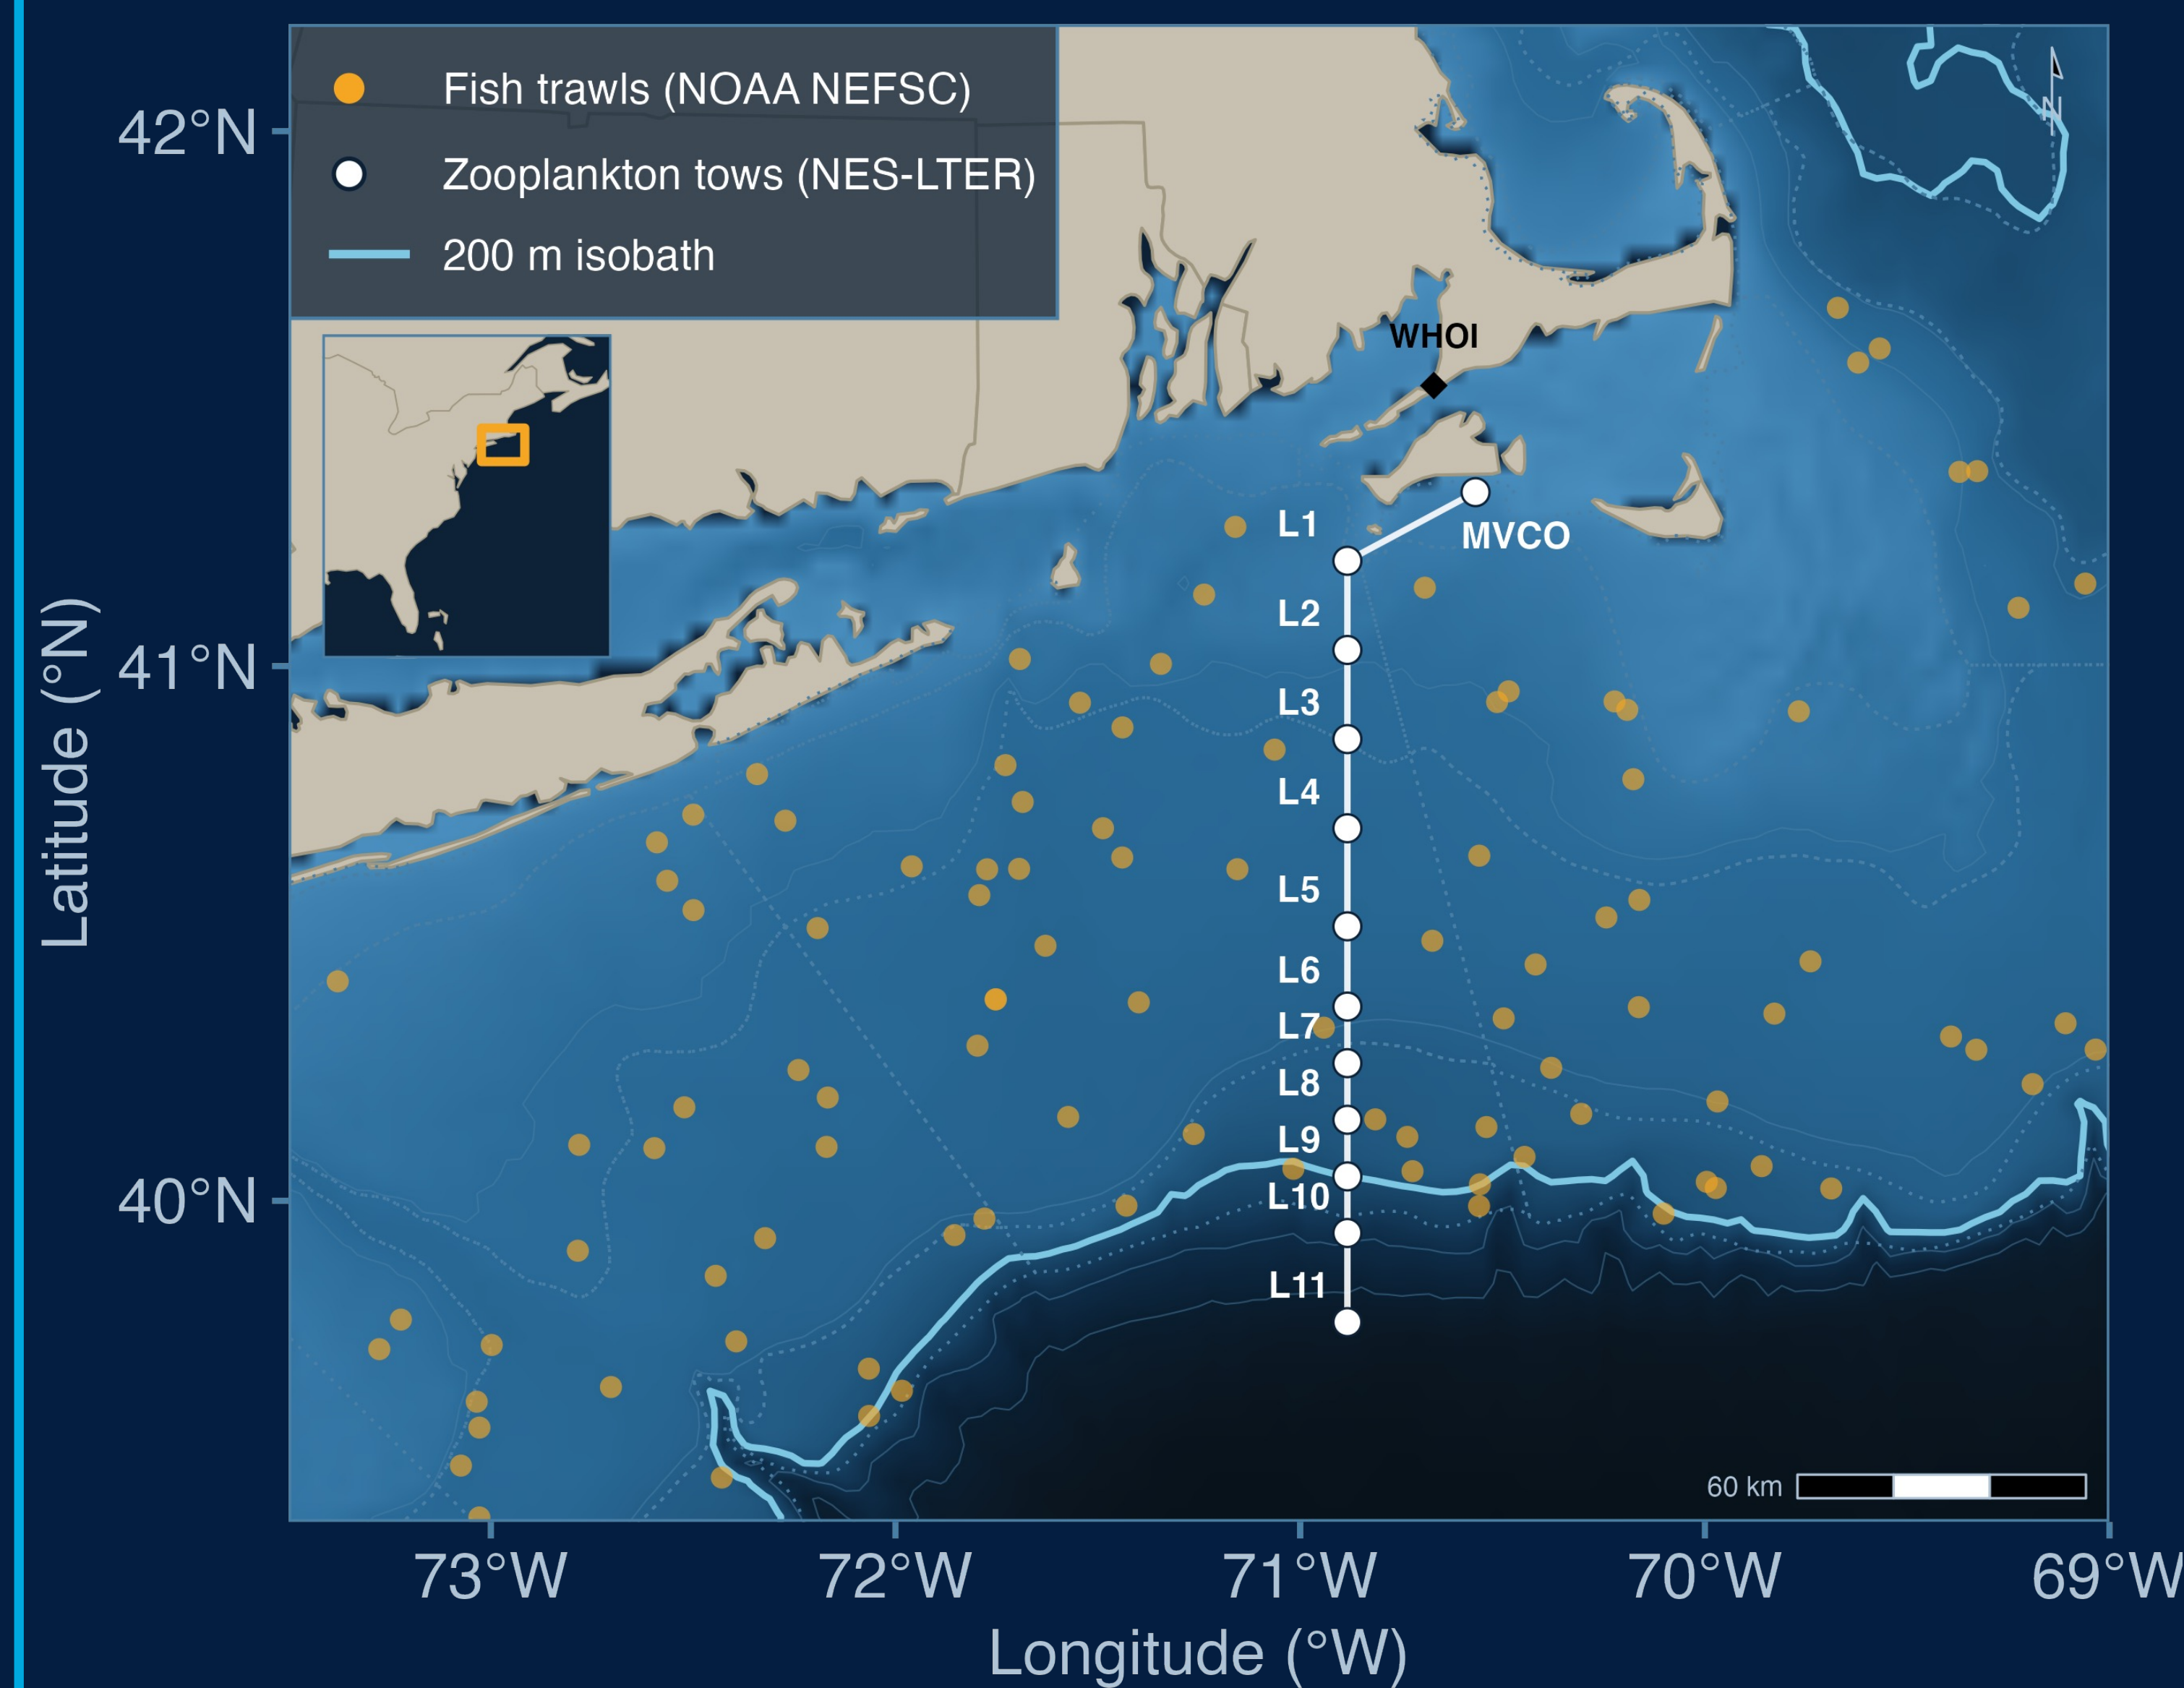 Fish trawls (NOAA NEFSC)
Zooplankton tows (NES-LTER)
200 m isobath
N
42°N
41°N
40°N
Latitude (°N)
WHOI
MVCO
L1
L2
L3
L4
L5
L6
L7
L8
L9
L10
L11
60 km
73°W
72°W
71°W
70°W
69°W
Longitude (°W)